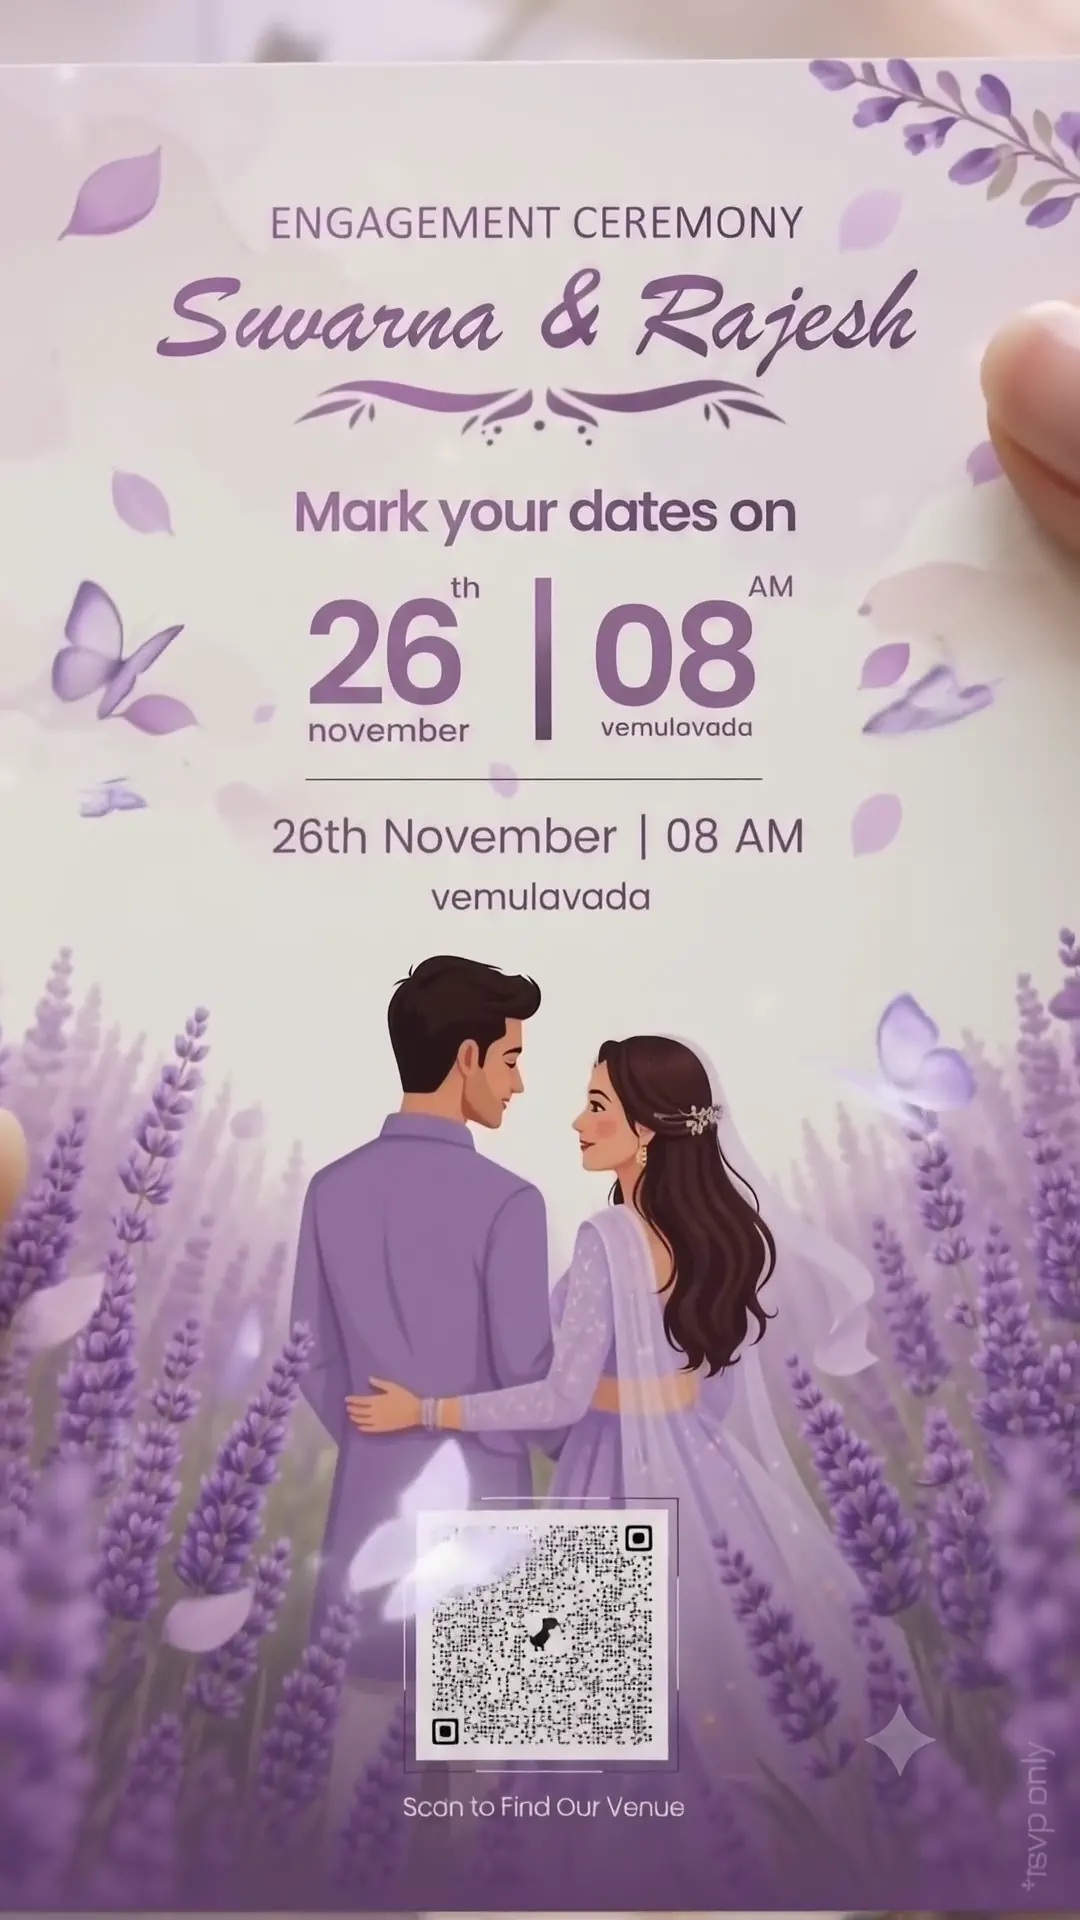 ENGAGEMENT CEREMONY
Suvarna & Rajesh
Mark your dates on
26th | 08 AM
november vemulovada
26th November | 08 AM
vemulavada
Scan to Find Our Venue
*rsvp only